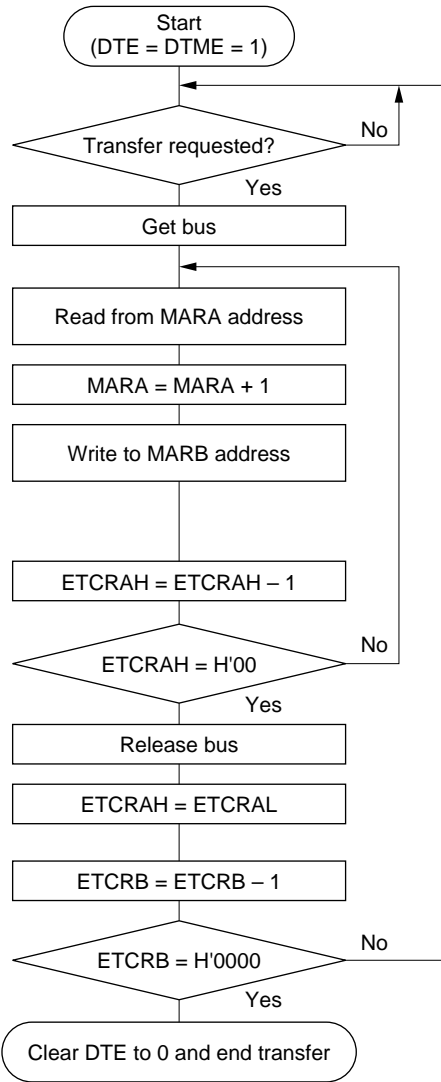 Start
(DTE = DTME = 1)
Transfer requested?
No
Yes
Get bus
Read from MARA address
MARA = MARA + 1
Write to MARB address
ETCRAH = ETCRAH – 1
ETCRAH = H'00
No
Yes
Release bus
ETCRAH = ETCRAL
ETCRB = ETCRB – 1
ETCRB = H'0000
No
Yes
Clear DTE to 0 and end transfer